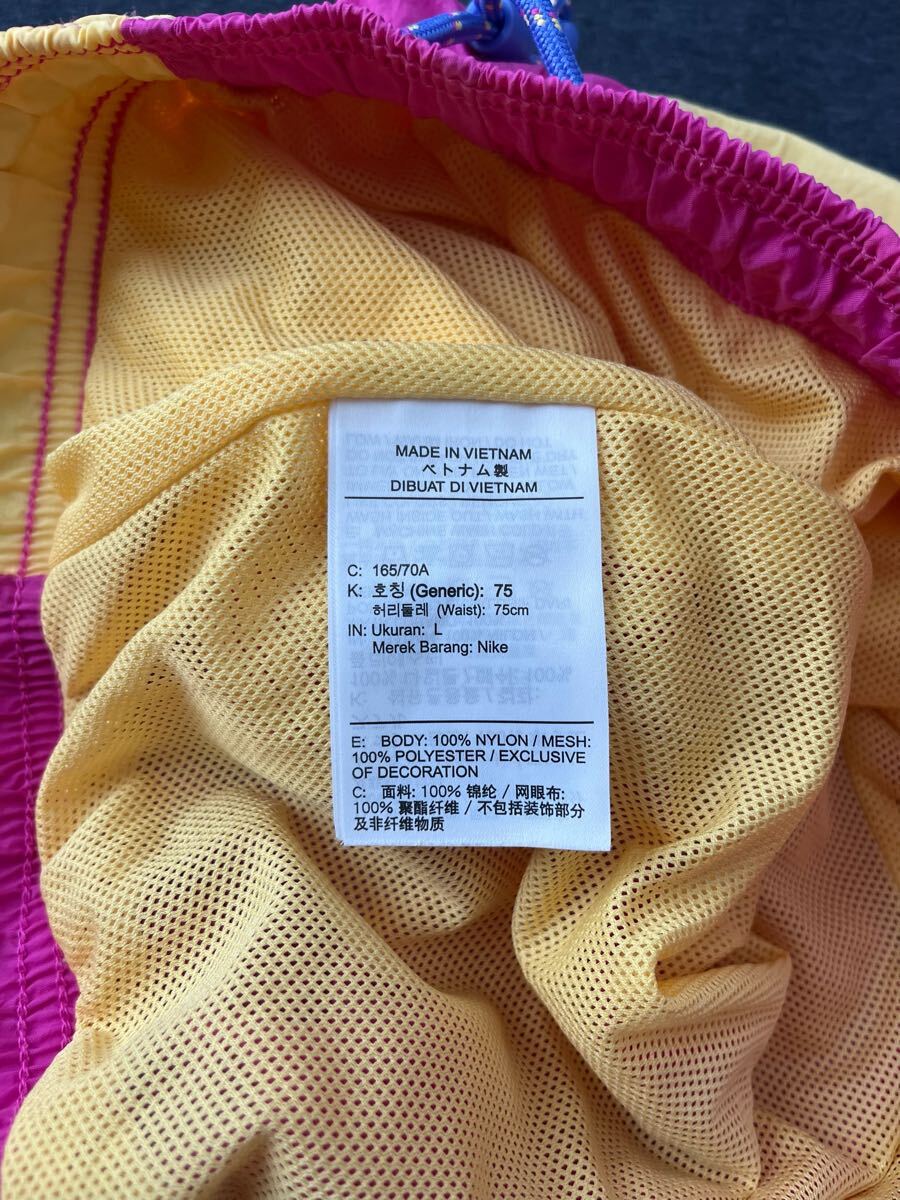 MADE IN VIETNAM
ベトナム製
DIBUAT DI VIETNAM
C: 165/70A
K: 호칭 (Generic): 75
허리둘레 (Waist): 75cm
IN: Ukuran: L
Merek Barang: Nike
E: BODY: 100% NYLON / MESH:
100% POLYESTER / EXCLUSIVE
OF DECORATION
C: 面料: 100% 锦纶 / 网眼布:
100% 聚酯纤维 / 不包括装饰部分
及非纤维物质